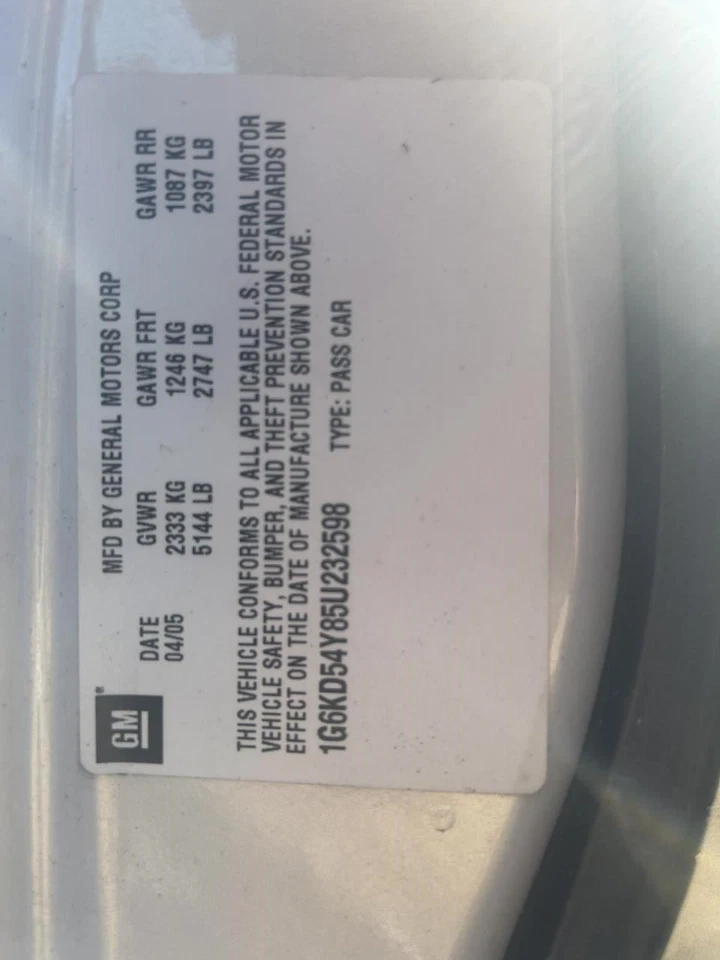 GM
MFD BY GENERAL MOTORS CORP
DATE GVWR GAWR FRT GAWR RR
04/05 2333 KG 1246 KG 1087 KG
5144 LB 2747 LB 2397 LB
THIS VEHICLE CONFORMS TO ALL APPLICABLE U.S. FEDERAL MOTOR
VEHICLE SAFETY, BUMPER, AND THEFT PREVENTION STANDARDS IN
EFFECT ON THE DATE OF MANUFACTURE SHOWN ABOVE.
1G6KD54Y85U232598 TYPE: PASS CAR